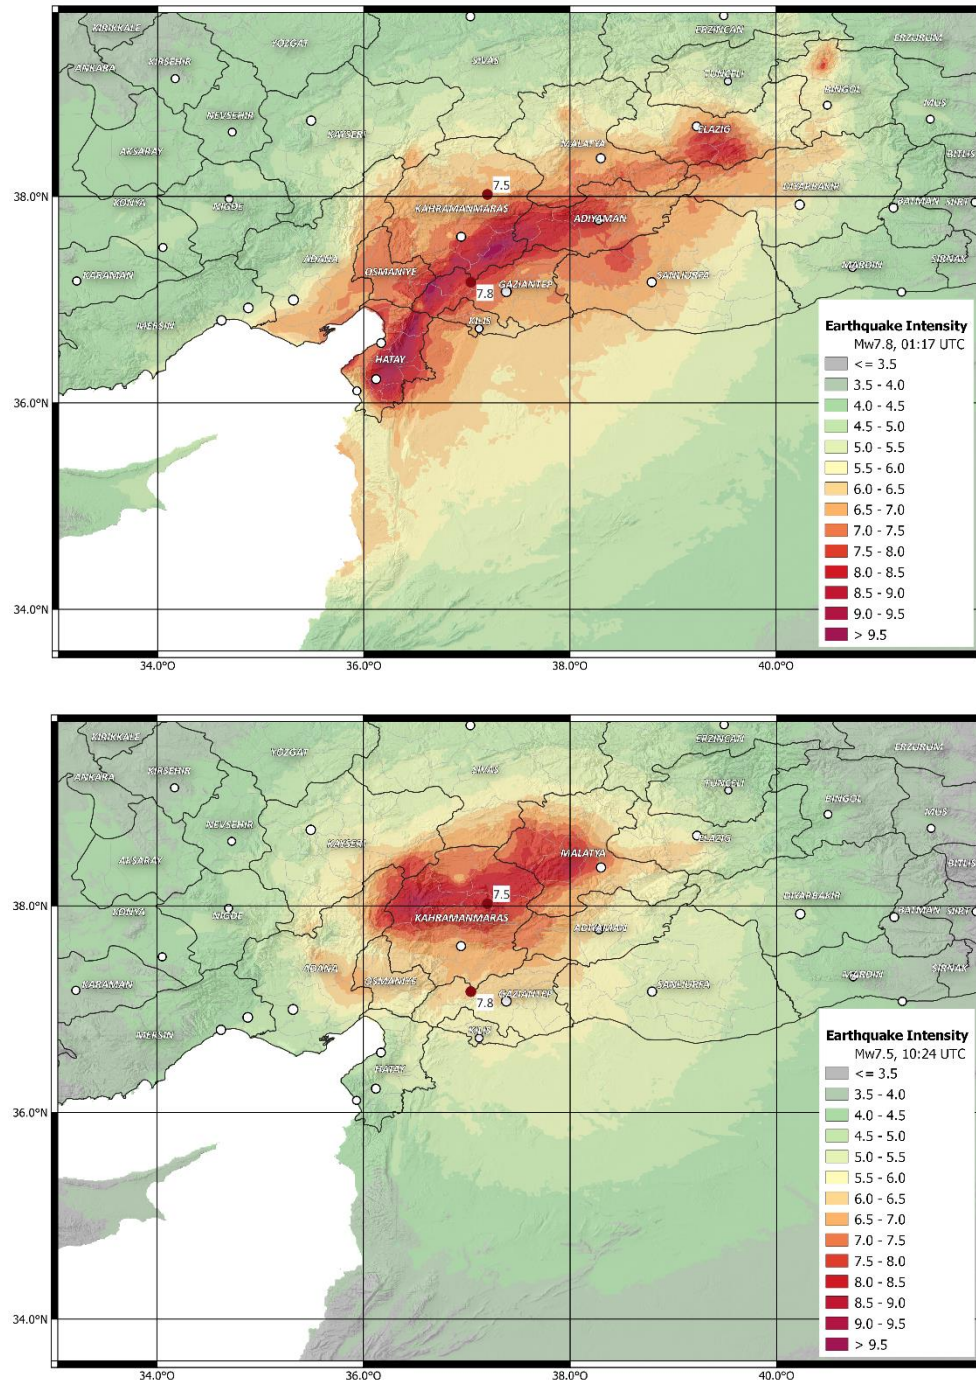 KIRIKKALE
YOZGAT
ERZINCAN
ERZURUM
ANKARA
KIRSEHIR
SIVAS
TUNCELI
BINGOL
MUS
NEVSEHIR
KAYSERI
ELAZIG
AKSARAY
MALATYA
BITLIS
38.0°N
7.5
DIYARBAKIR
KONYA
NIGDE
KAHRAMANMARAS
ADIYAMAN
BATMAN
SIIRT
ADANA
OSMANIYE
KARAMAN
SANLIURFA
MARDIN
SIRNAK
GAZIANTEP
7.8
MERSIN
KILIS
HATAY
36.0°N
34.0°N
Earthquake Intensity
Mw7.8, 01:17 UTC
<= 3.5
3.5 - 4.0
4.0 - 4.5
4.5 - 5.0
5.0 - 5.5
5.5 - 6.0
6.0 - 6.5
6.5 - 7.0
7.0 - 7.5
7.5 - 8.0
8.0 - 8.5
8.5 - 9.0
9.0 - 9.5
> 9.5
34.0°O
36.0°O
38.0°O
40.0°O
KIRIKKALE
YOZGAT
ERZINCAN
ERZURUM
ANKARA
KIRSEHIR
SIVAS
TUNCELI
BINGOL
MUS
NEVSEHIR
KAYSERI
ELAZIG
AKSARAY
MALATYA
BITLIS
7.5
DIYARBAKIR
38.0°N
KONYA
NIGDE
KAHRAMANMARAS
ADIYAMAN
BATMAN
SIIRT
ADANA
OSMANIYE
KARAMAN
SANLIURFA
MARDIN
SIRNAK
7.8
GAZIANTEP
MERSIN
KILIS
HATAY
36.0°N
34.0°N
Earthquake Intensity
Mw7.5, 10:24 UTC
<= 3.5
3.5 - 4.0
4.0 - 4.5
4.5 - 5.0
5.0 - 5.5
5.5 - 6.0
6.0 - 6.5
6.5 - 7.0
7.0 - 7.5
7.5 - 8.0
8.0 - 8.5
8.5 - 9.0
9.0 - 9.5
> 9.5
34.0°O
36.0°O
38.0°O
40.0°O